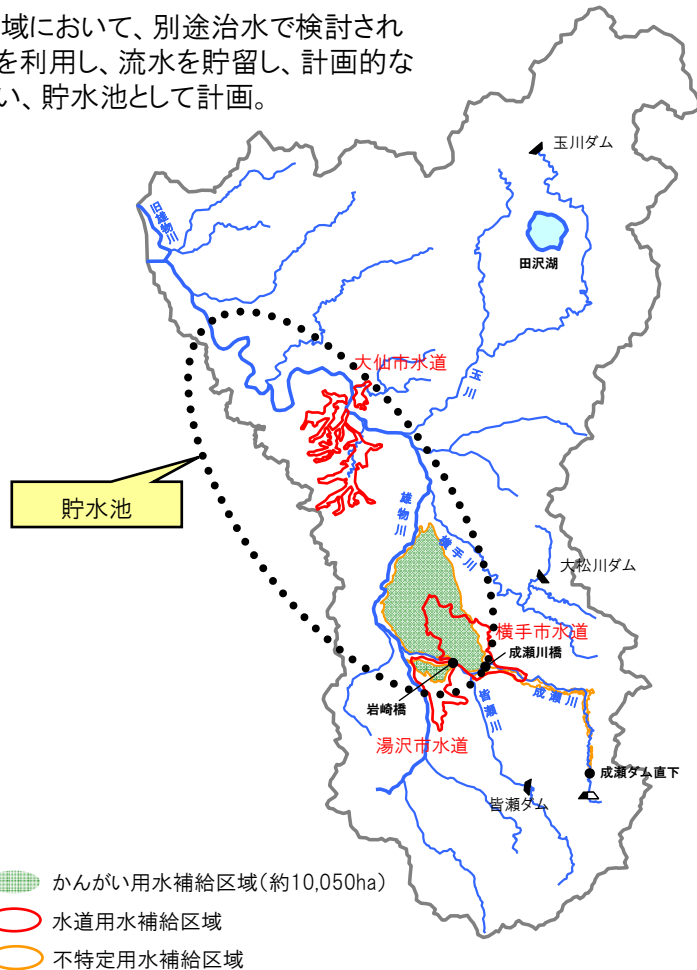 域において、別途治水で検討され
を利用し、流水を貯留し、計画的な
い、貯水池として計画。
玉川ダム
旧雄物川
田沢湖
大仙市水道
玉川
貯水池
雄物川
横手川
大松川ダム
横手市水道
成瀬川橋
岩崎橋
成瀬川
皆瀬川
湯沢市水道
成瀬ダム直下
皆瀬ダム
かんがい用水補給区域(約10,050ha)
水道用水補給区域
不特定用水補給区域